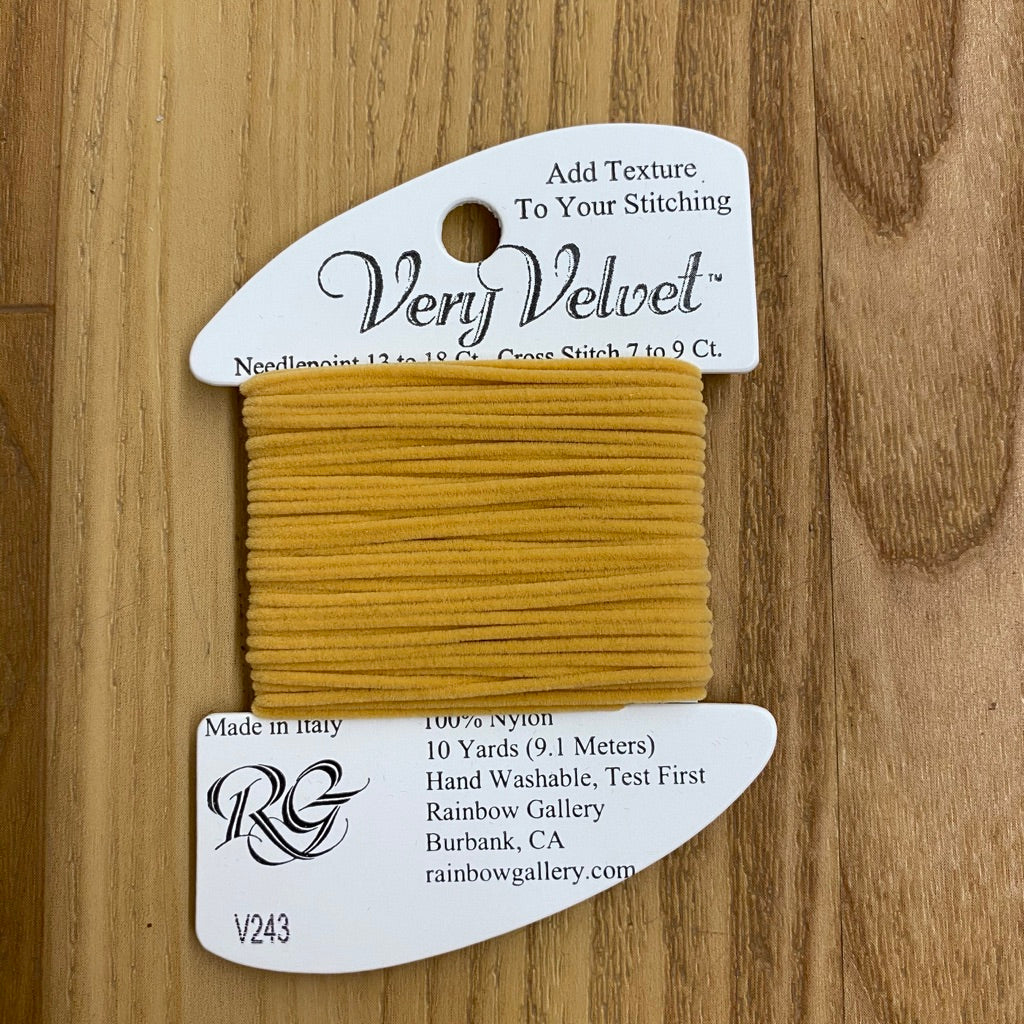 Add Texture
To Your Stitching
Very Velvet™
Needlepoint 13 to 18 Ct. Cross Stitch 7 to 9 Ct.
Made in Italy
100% Nylon
10 Yards (9.1 Meters)
Hand Washable, Test First
Rainbow Gallery
Burbank, CA
rainbowgallery.com
RG
V243